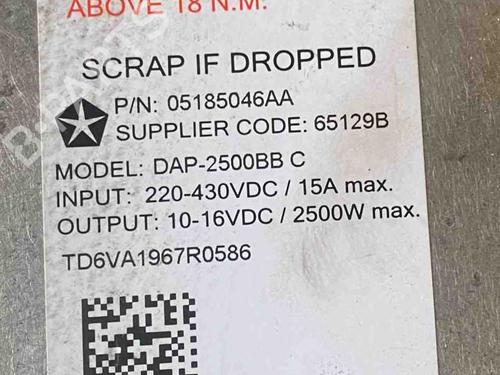 ABOVE 18 N.M.
SCRAP IF DROPPED
P/N: 05185046AA
SUPPLIER CODE: 65129B
MODEL: DAP-2500BB C
INPUT: 220-430VDC / 15A max.
OUTPUT: 10-16VDC / 2500W max.
TD6VA1967R0586